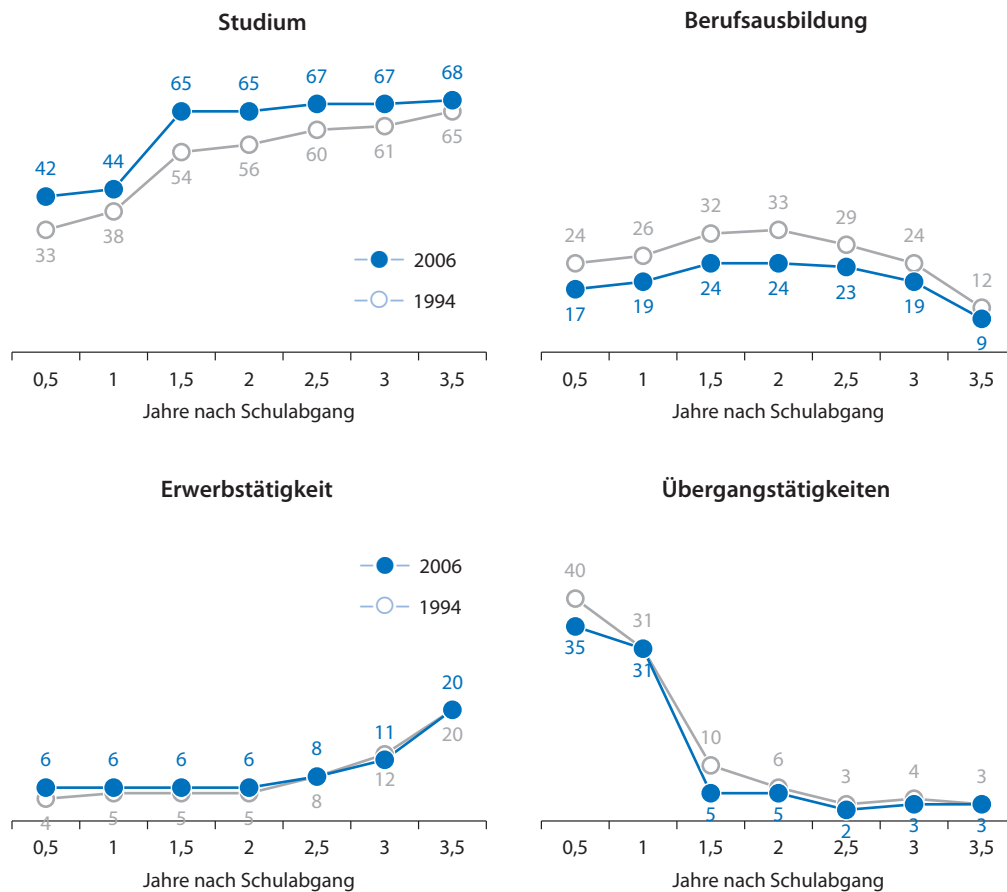 Studium
65 65 67 67 68
42 44
33 38 54 56 60 61 65
2006
1994
0,5 1 1,5 2 2,5 3 3,5
Jahre nach Schulabgang
Berufsausbildung
24 26 32 33 29 24 12
17 19 24 24 23 19 9
0,5 1 1,5 2 2,5 3 3,5
Jahre nach Schulabgang
Erwerbstätigkeit
2006
1994
6 6 6 6 8 11 20
4 5 5 5 8 12 20
0,5 1 1,5 2 2,5 3 3,5
Jahre nach Schulabgang
Übergangstätigkeiten
40 31 10 6 3 4 3
35 31 5 5 2 3 3
0,5 1 1,5 2 2,5 3 3,5
Jahre nach Schulabgang